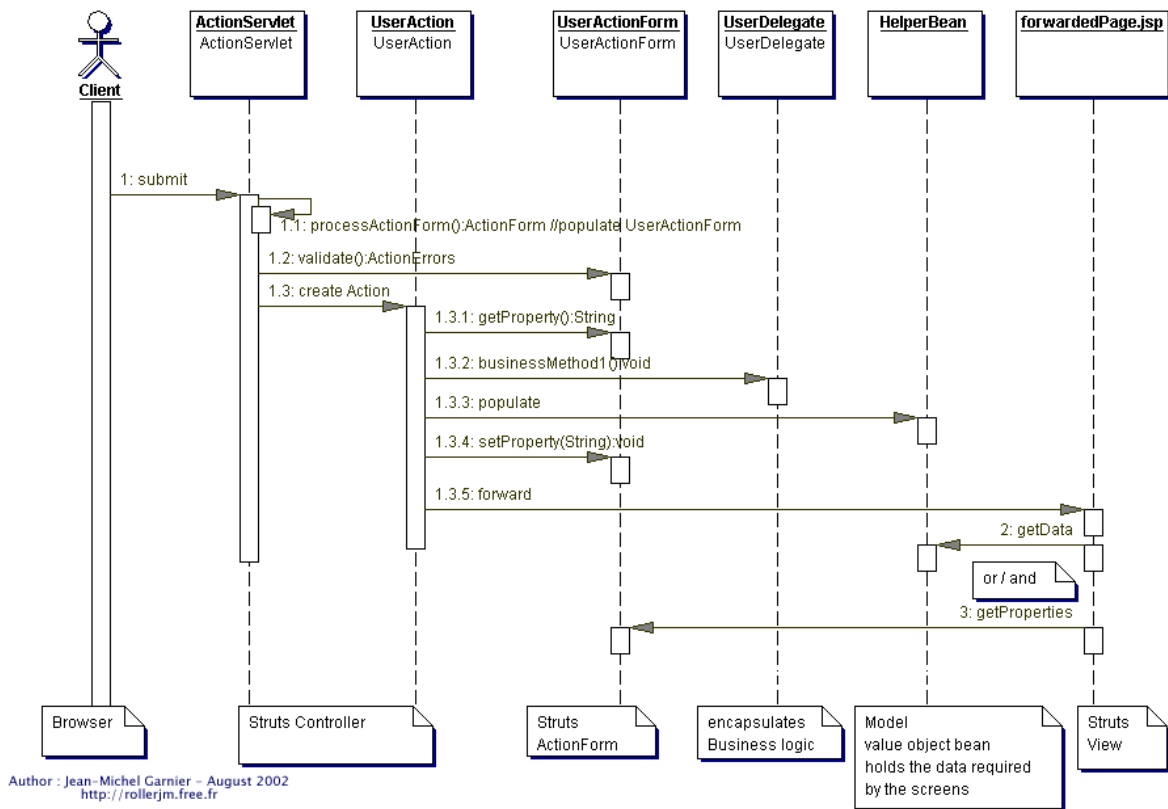 ActionServlet
ActionServlet
UserAction
UserAction
UserActionForm
UserActionForm
UserDelegate
UserDelegate
HelperBean
forwardedPage.jsp
Client
1: submit
1.1: processActionForm():ActionForm //populate UserActionForm
1.2: validate():ActionErrors
1.3: create Action
1.3.1: getProperty():String
1.3.2: businessMethod1():void
1.3.3: populate
1.3.4: setProperty(String):void
1.3.5: forward
2: getData
or / and
3: getProperties
Browser
Struts Controller
Struts
ActionForm
encapsulates
Business logic
Model
value object bean
holds the data required
by the screens
Struts
View
Author : Jean-Michel Garnier - August 2002
http://rollerjm.free.fr